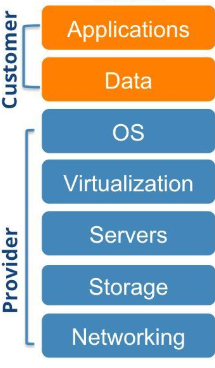 Customer
Applications
Data
Provider
OS
Virtualization
Servers
Storage
Networking